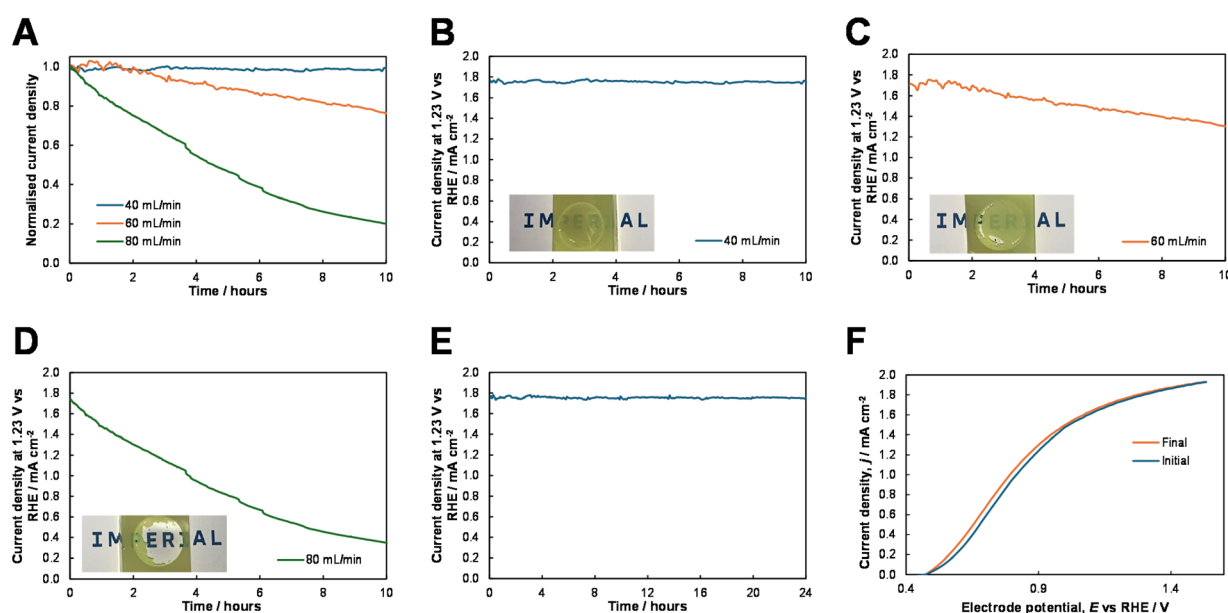 A
Normalised current density
1.0
0.8
0.6
0.4
0.2
0.0
40 mL/min
60 mL/min
80 mL/min
0 2 4 6 8 10
Time / hours
B
Current density at 1.23 V vs
RHE / mA cm-2
2.0
1.8
1.6
1.4
1.2
1.0
0.8
0.6
0.4
0.2
0.0
IMPERIAL
40 mL/min
0 2 4 6 8 10
Time / hours
C
Current density at 1.23 V vs
RHE / mA cm-2
2.0
1.8
1.6
1.4
1.2
1.0
0.8
0.6
0.4
0.2
0.0
IMPERIAL
60 mL/min
0 2 4 6 8 10
Time / hours
D
Current density at 1.23 V vs
RHE / mA cm-2
2.0
1.8
1.6
1.4
1.2
1.0
0.8
0.6
0.4
0.2
0.0
IMPERIAL
80 mL/min
0 2 4 6 8 10
Time / hours
E
Current density at 1.23 V vs
RHE / mA cm-2
2.0
1.8
1.6
1.4
1.2
1.0
0.8
0.6
0.4
0.2
0.0
0 4 8 12 16 20 24
Time / hours
F
Current density, j / mA cm-2
2.0
1.8
1.6
1.4
1.2
1.0
0.8
0.6
0.4
0.2
0.0
Final
Initial
0.4 0.9 1.4
Electrode potential, E vs RHE / V